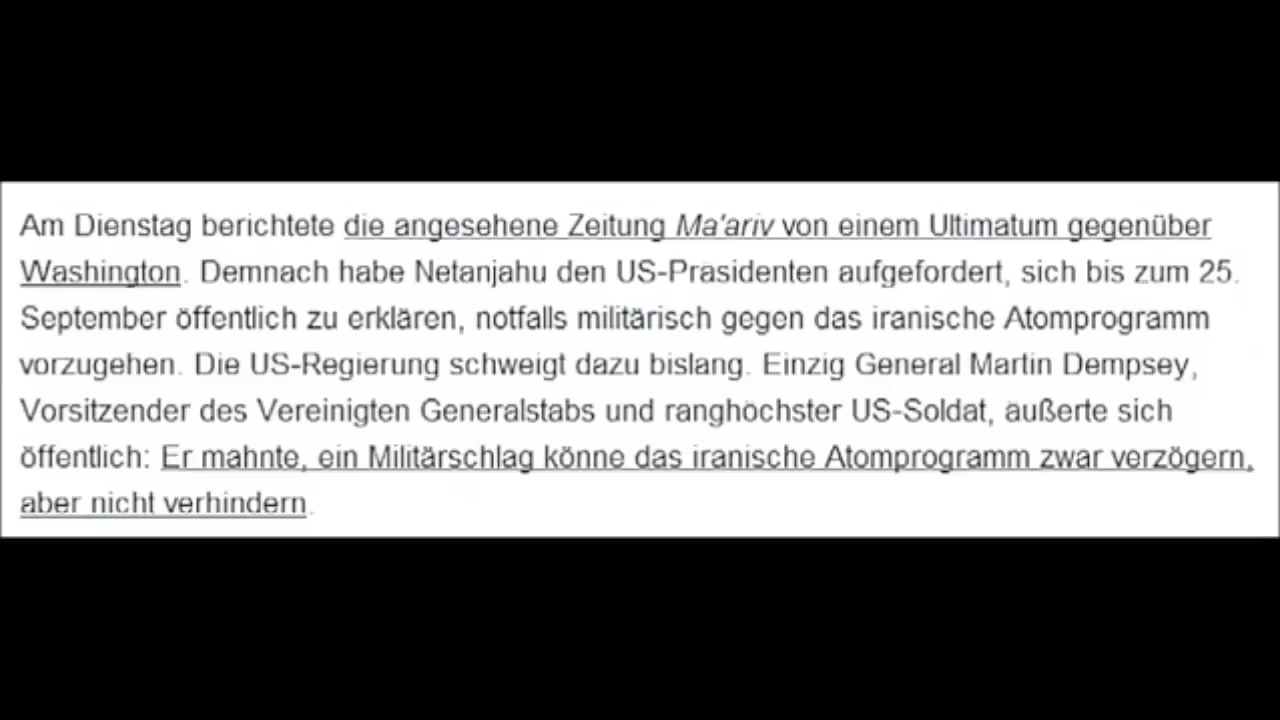 Am Dienstag berichtete die angesehene Zeitung Ma'ariv von einem Ultimatum gegenüber
Washington. Demnach habe Netanjahu den US-Präsidenten aufgefordert, sich bis zum 25.
September öffentlich zu erklären, notfalls militärisch gegen das iranische Atomprogramm
vorzugehen. Die US-Regierung schweigt dazu bislang. Einzig General Martin Dempsey,
Vorsitzender des Vereinigten Generalstabs und ranghöchster US-Soldat, äußerte sich
öffentlich: Er mahnte, ein Militärschlag könne das iranische Atomprogramm zwar verzögern,
aber nicht verhindern.